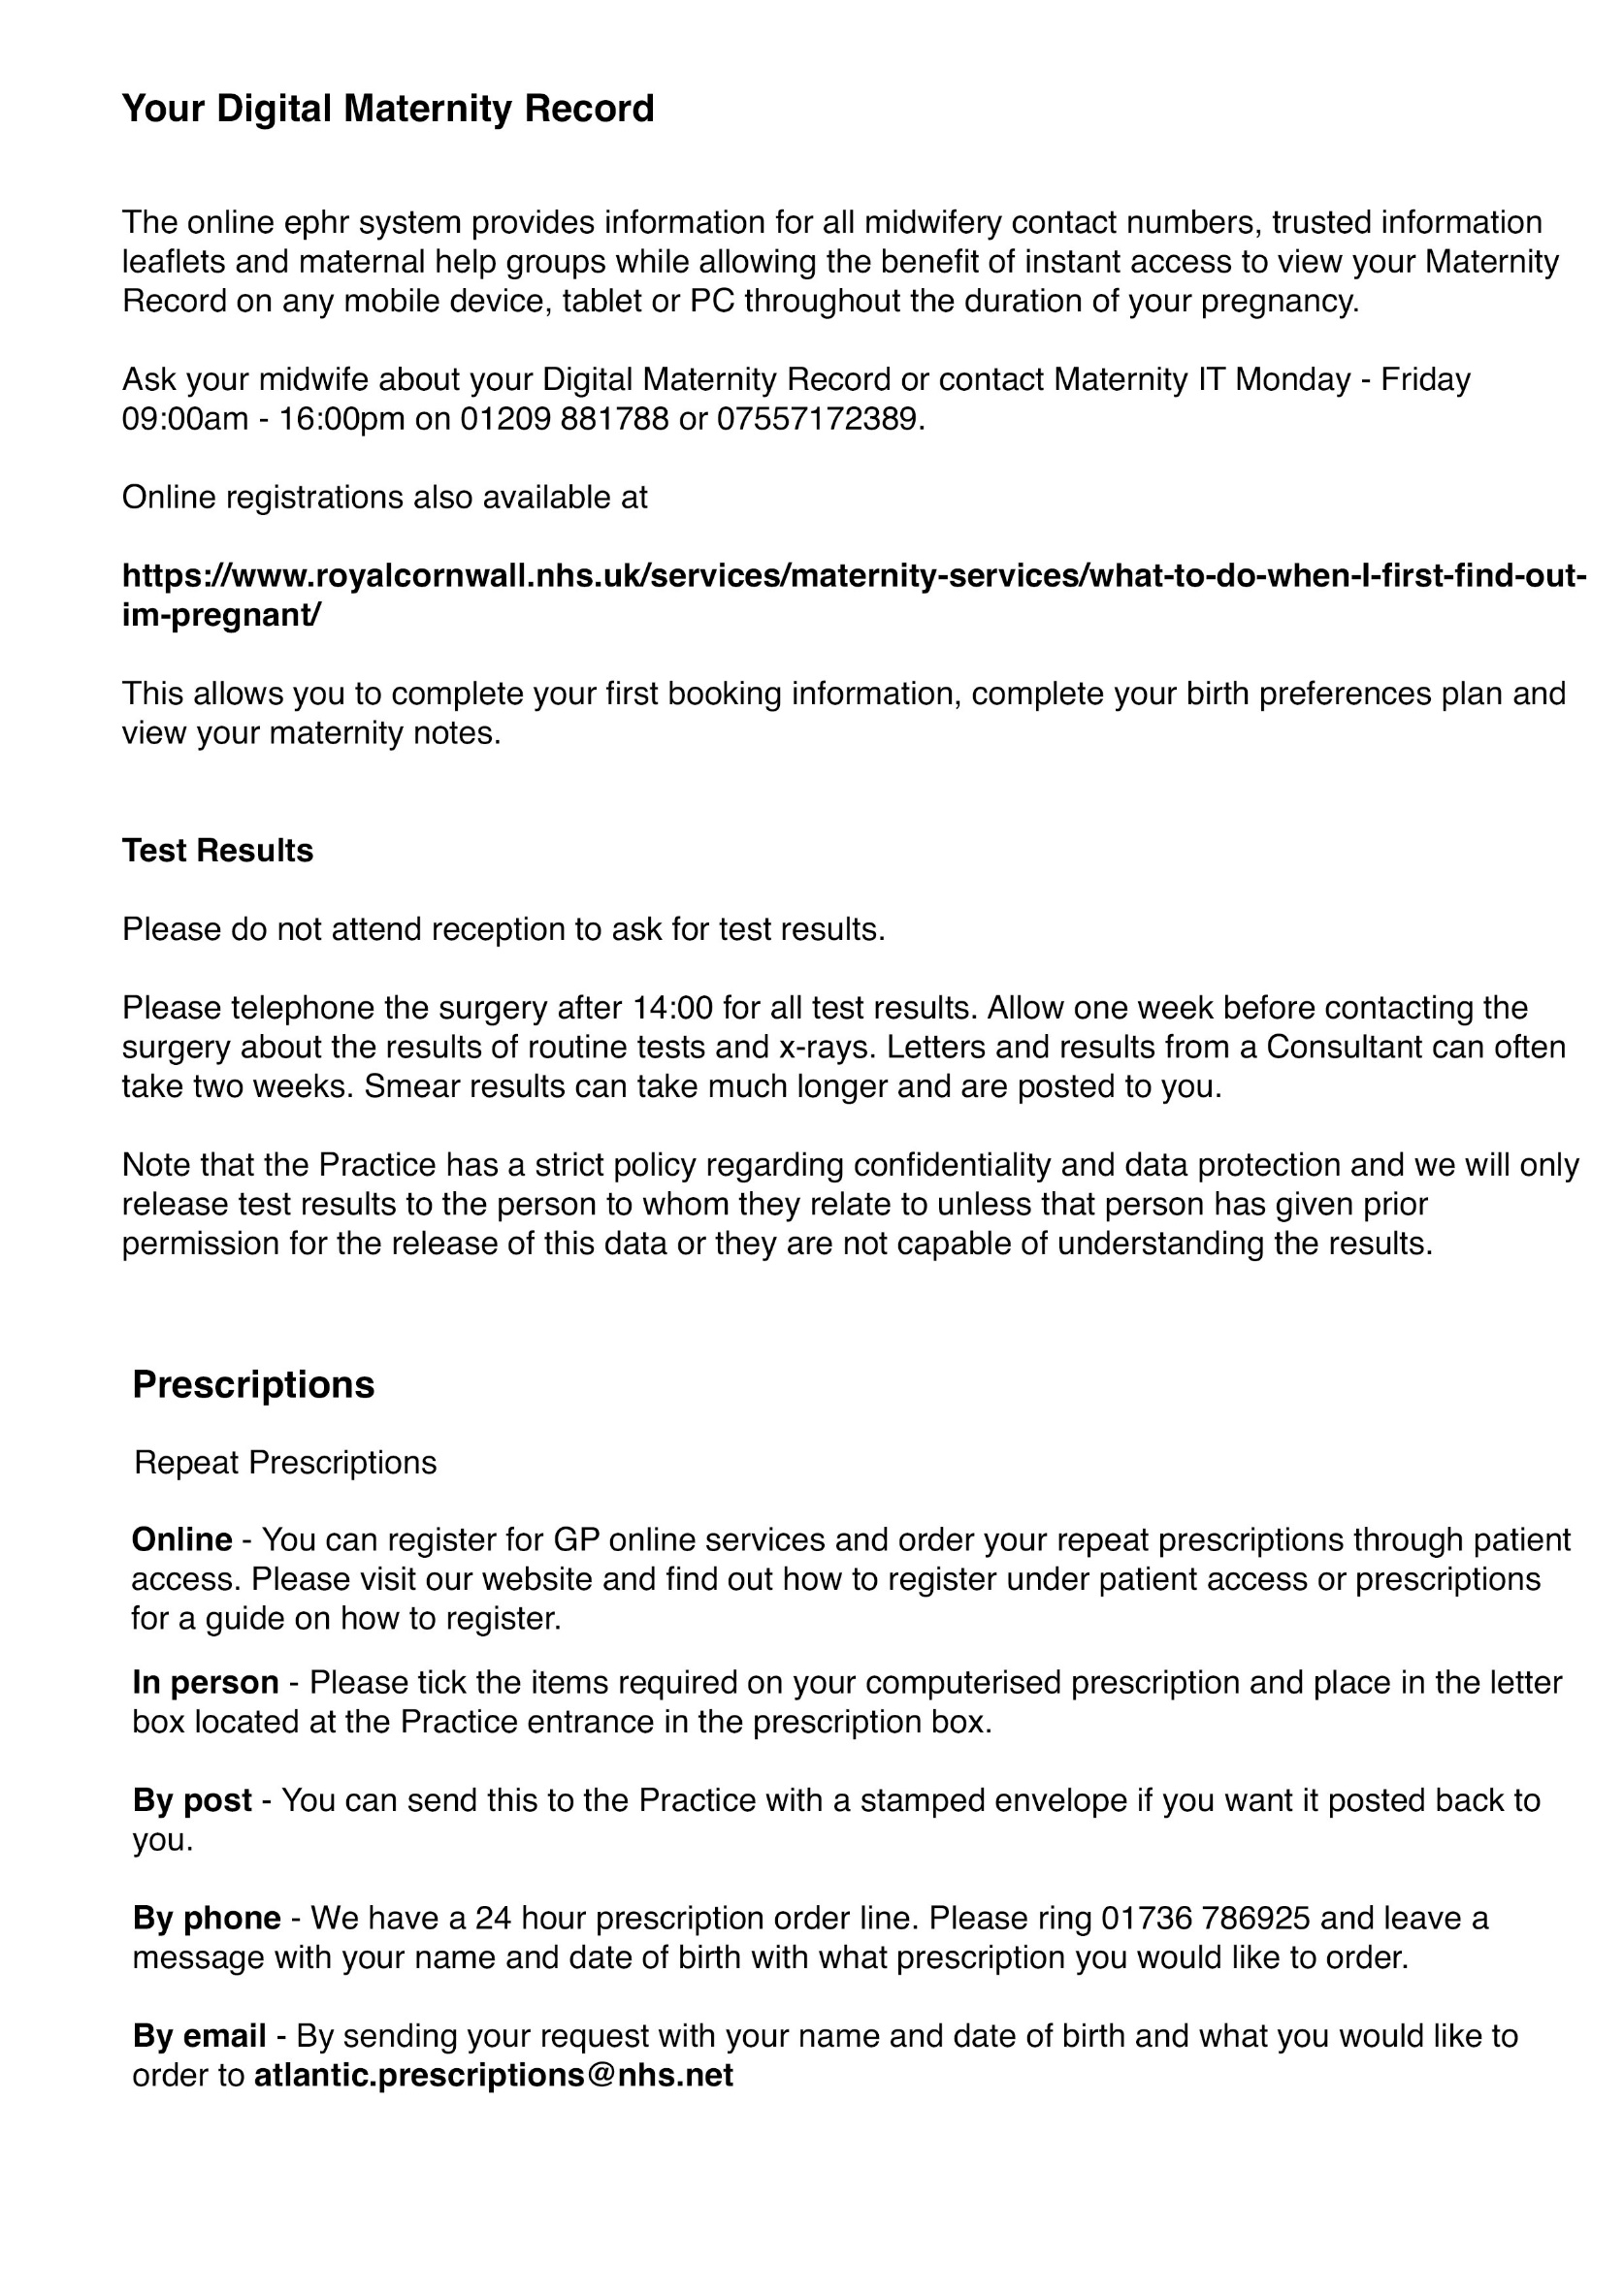 Your Digital Maternity Record
The online ephr system provides information for all midwifery contact numbers, trusted information
leaflets and maternal help groups while allowing the benefit of instant access to view your Maternity
Record on any mobile device, tablet or PC throughout the duration of your pregnancy.
Ask your midwife about your Digital Maternity Record or contact Maternity IT Monday - Friday
09:00am - 16:00pm on 01209 881788 or 07557172389.
Online registrations also available at
https://www.royalcornwall.nhs.uk/services/maternity-services/what-to-do-when-I-first-find-out-
im-pregnant/
This allows you to complete your first booking information, complete your birth preferences plan and
view your maternity notes.
Test Results
Please do not attend reception to ask for test results.
Please telephone the surgery after 14:00 for all test results. Allow one week before contacting the
surgery about the results of routine tests and x-rays. Letters and results from a Consultant can often
take two weeks. Smear results can take much longer and are posted to you.
Note that the Practice has a strict policy regarding confidentiality and data protection and we will only
release test results to the person to whom they relate to unless that person has given prior
permission for the release of this data or they are not capable of understanding the results.
Prescriptions
Repeat Prescriptions
Online - You can register for GP online services and order your repeat prescriptions through patient
access. Please visit our website and find out how to register under patient access or prescriptions
for a guide on how to register.
In person - Please tick the items required on your computerised prescription and place in the letter
box located at the Practice entrance in the prescription box.
By post - You can send this to the Practice with a stamped envelope if you want it posted back to
you.
By phone - We have a 24 hour prescription order line. Please ring 01736 786925 and leave a
message with your name and date of birth with what prescription you would like to order.
By email - By sending your request with your name and date of birth and what you would like to
order to atlantic.prescriptions@nhs.net